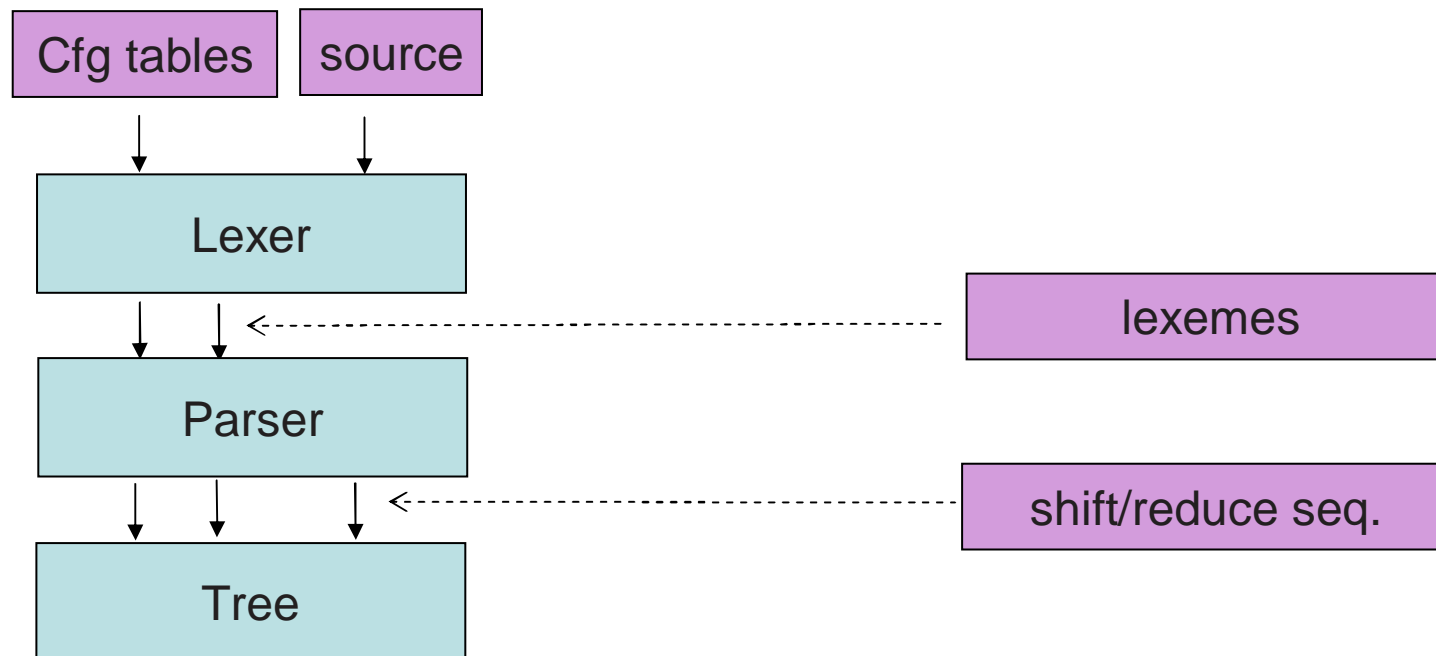 Cfg tables
source
Lexer
lexemes
Parser
shift/reduce seq.
Tree